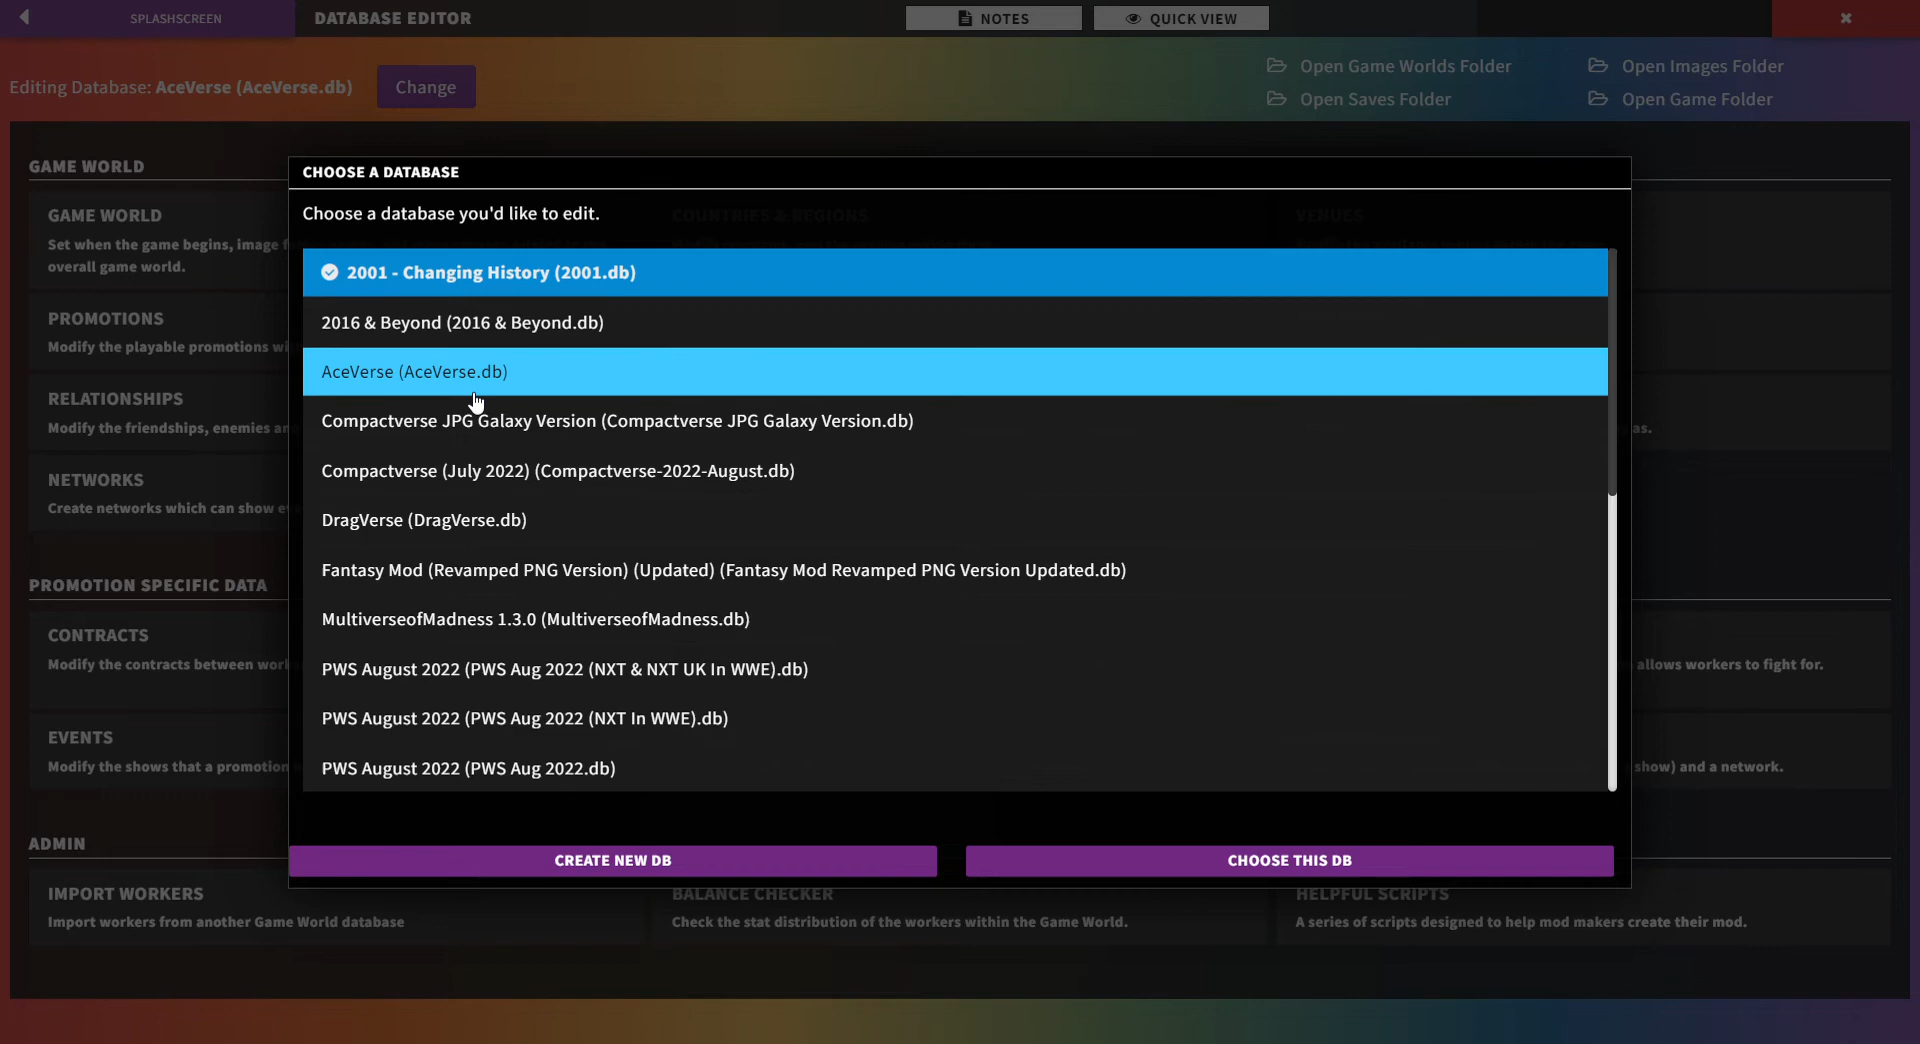 SPLASHSCREEN
DATABASE EDITOR
NOTES
QUICK VIEW
Editing Database: AceVerse (AceVerse.db)
Change
Open Game Worlds Folder
Open Images Folder
Open Saves Folder
Open Game Folder
GAME WORLD
GAME WORLD
Set when the game begins, image f
overall game world.
COUNTRIES & REGIONS
VENUES
PROMOTIONS
Modify the playable promotions wi
RELATIONSHIPS
Modify the friendships, enemies an
as.
NETWORKS
Create networks which can show e
CHOOSE A DATABASE
Choose a database you'd like to edit.
2001 - Changing History (2001.db)
2016 & Beyond (2016 & Beyond.db)
AceVerse (AceVerse.db)
Compactverse JPG Galaxy Version (Compactverse JPG Galaxy Version.db)
Compactverse (July 2022) (Compactverse-2022-August.db)
DragVerse (DragVerse.db)
Fantasy Mod (Revamped PNG Version) (Updated) (Fantasy Mod Revamped PNG Version Updated.db)
MultiverseofMadness 1.3.0 (MultiverseofMadness.db)
PWS August 2022 (PWS Aug 2022 (NXT & NXT UK In WWE).db)
PWS August 2022 (PWS Aug 2022 (NXT In WWE).db)
PWS August 2022 (PWS Aug 2022.db)
CREATE NEW DB
CHOOSE THIS DB
PROMOTION SPECIFIC DATA
CONTRACTS
Modify the contracts between wor
allows workers to fight for.
EVENTS
Modify the shows that a promotion
show) and a network.
ADMIN
IMPORT WORKERS
Import workers from another Game World database
BALANCE CHECKER
Check the stat distribution of the workers within the Game World.
HELPFUL SCRIPTS
A series of scripts designed to help mod makers create their mod.